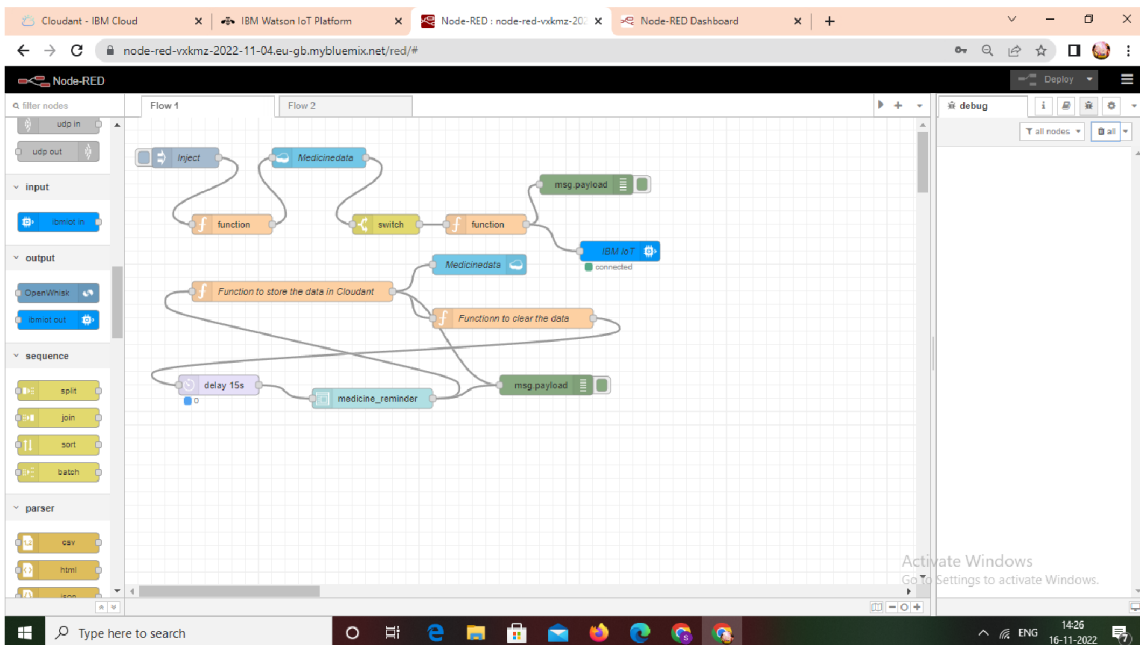 Cloudant - IBM Cloud
IBM Watson IoT Platform
Node-RED : node-red-vxkmz-202
Node-RED Dashboard
node-red-vxkmz-2022-11-04.eu-gb.mybluemix.net/red/#
Node-RED
Deploy
filter nodes
Flow 1
Flow 2
debug
all nodes
all
udp in
udp out
input
ibmiot in
output
OpenWhisk
ibmiot out
sequence
split
join
sort
batch
parser
csv
html
json
Inject
Medicinedata
function
switch
function
msg.payload
IBM IoT
connected
Medicinedata
Function to store the data in Cloudant
Functionn to clear the data
delay 15s
0
medicine_reminder
msg.payload
Activate Windows
Go to Settings to activate Windows.
Type here to search
ENG
14:26
16-11-2022